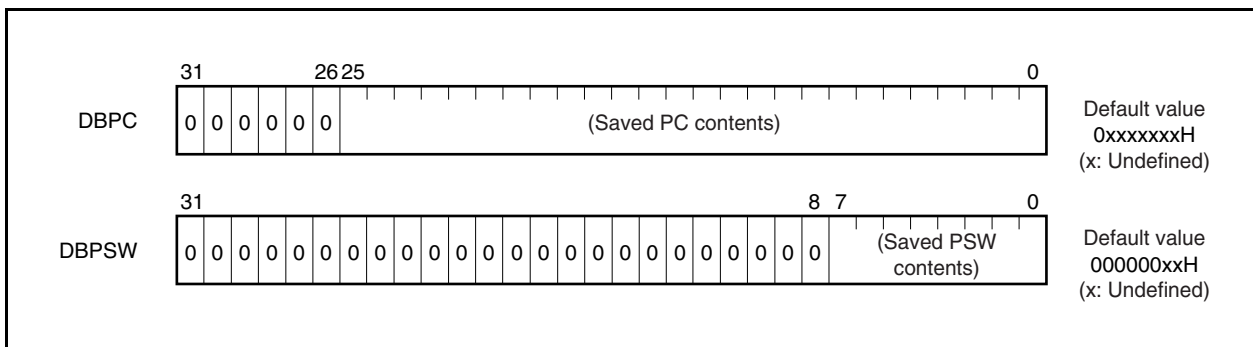 31 26 25 0
DBPC 0 0 0 0 0 0 (Saved PC contents) Default value
0xxxxxxxH
(x: Undefined)
31 8 7 0
DBPSW 0 0 0 0 0 0 0 0 0 0 0 0 0 0 0 0 0 0 0 0 0 0 0 0 (Saved PSW
contents) Default value
000000xxH
(x: Undefined)